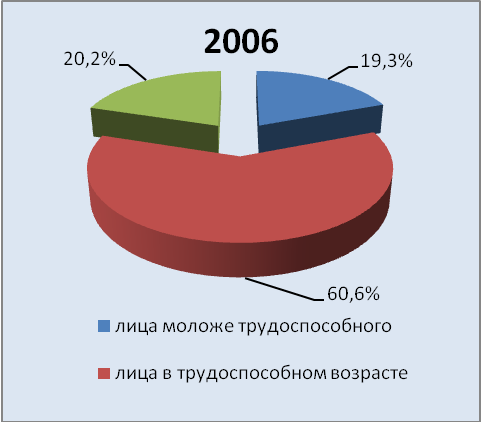 2006
20,2%
19,3%
60,6%
лица моложе трудоспособного
лица в трудоспособном возрасте